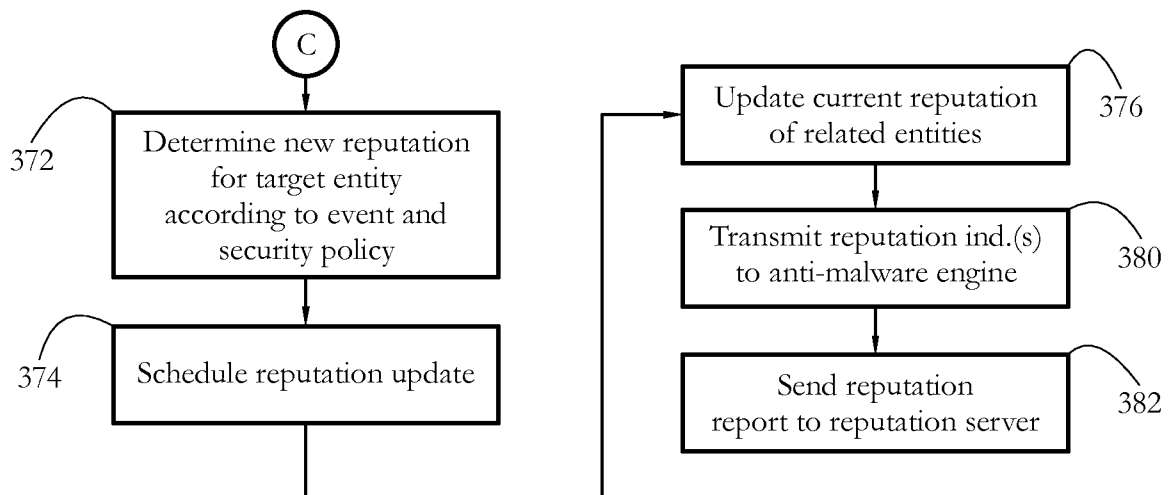 C
372
Determine new reputation
for target entity
according to event and
security policy
374
Schedule reputation update
Update current reputation
of related entities
376
Transmit reputation ind.(s)
to anti-malware engine
380
Send reputation
report to reputation server
382